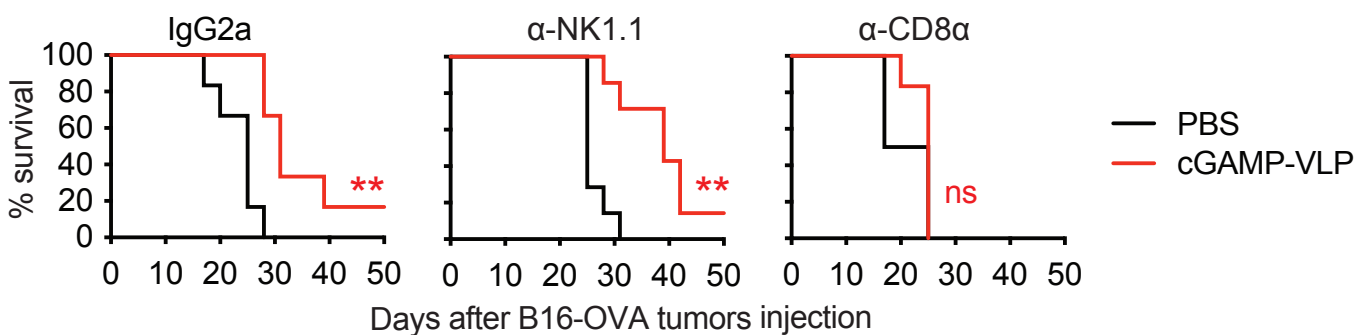 IgG2a
α-NK1.1
α-CD8α
% survival
100
80
60
40
20
0
0 10 20 30 40 50
0 10 20 30 40 50
0 10 20 30 40 50
**
**
ns
PBS
cGAMP-VLP
Days after B16-OVA tumors injection